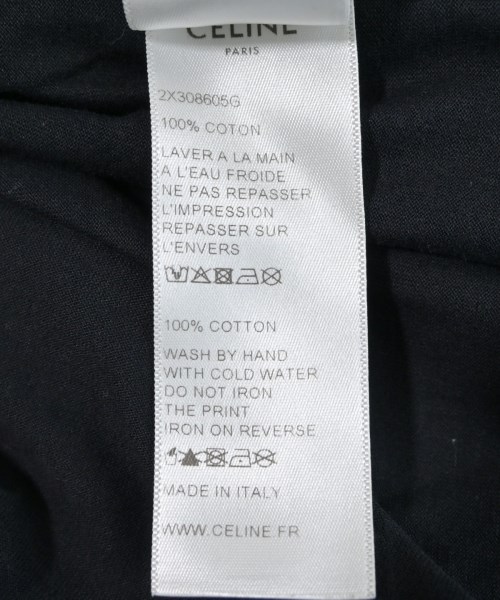 CELINE
PARIS
2X308605G
100% COTON
LAVER A LA MAIN
A L'EAU FROIDE
NE PAS REPASSER
L'IMPRESSION
REPASSER SUR
L'ENVERS
100% COTTON
WASH BY HAND
WITH COLD WATER
DO NOT IRON
THE PRINT
IRON ON REVERSE
MADE IN ITALY
WWW.CELINE.FR